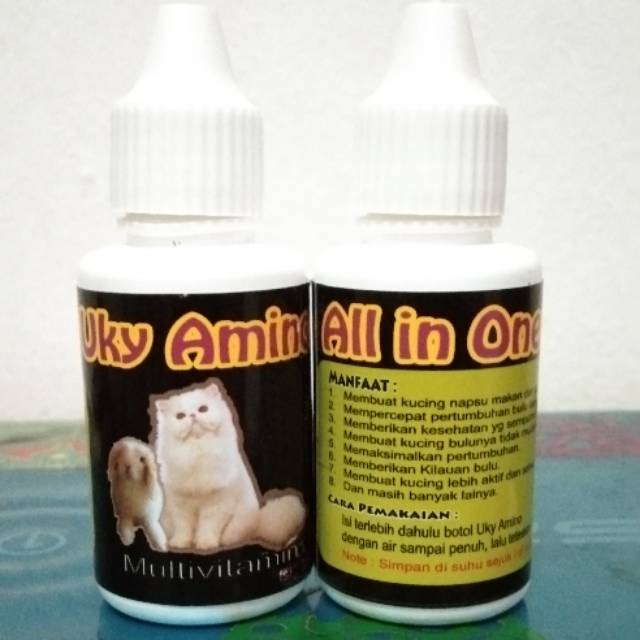 Uky Amino
Multivitamin
All in One
MANFAAT :
1. Membuat kucing napsu makan
2. Mempercepat pertumbuhan bulu
3. Memberikan kesehatan yg
4. Membuat kucing bulunya tidak
5. Memaksimalkan pertumbuhan.
6. Memberikan Kilauan bulu.
7. Membuat kucing lebih aktif dan
8. Dan masih banyak lainya.
CARA PEMAKAIAN :
Isi terlebih dahulu botol Uky Amino
dengan air sampai penuh, lalu
Note : Simpan di suhu sejuk